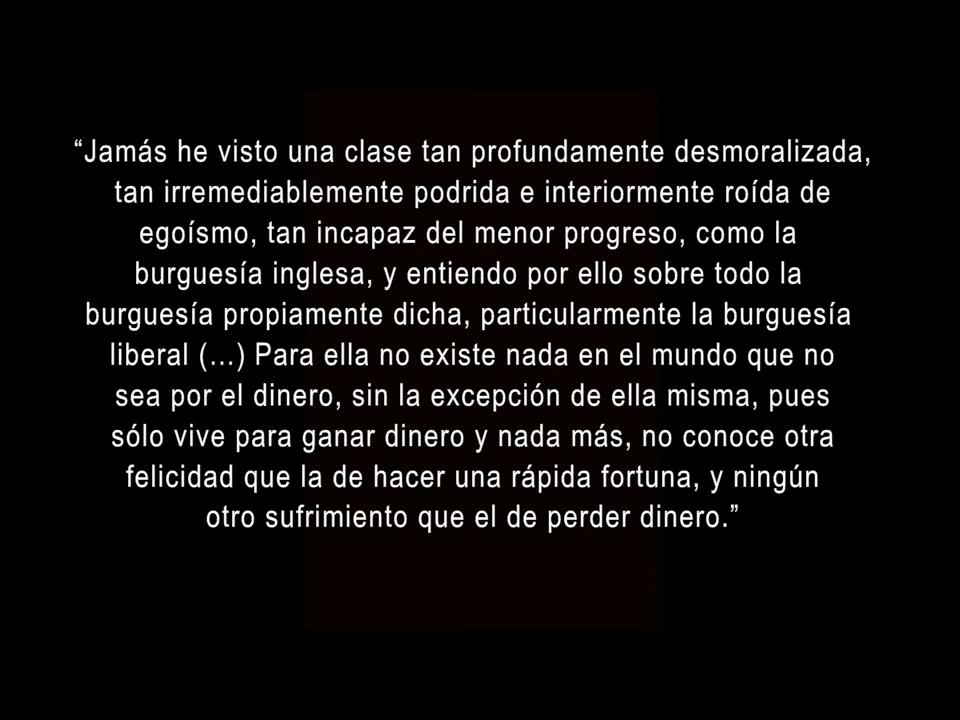 “Jamás he visto una clase tan profundamente desmoralizada,
tan irremediablemente podrida e interiormente roída de
egoísmo, tan incapaz del menor progreso, como la
burguesía inglesa, y entiendo por ello sobre todo la
burguesía propiamente dicha, particularmente la burguesía
liberal (...) Para ella no existe nada en el mundo que no
sea por el dinero, sin la excepción de ella misma, pues
sólo vive para ganar dinero y nada más, no conoce otra
felicidad que la de hacer una rápida fortuna, y ningún
otro sufrimiento que el de perder dinero.”